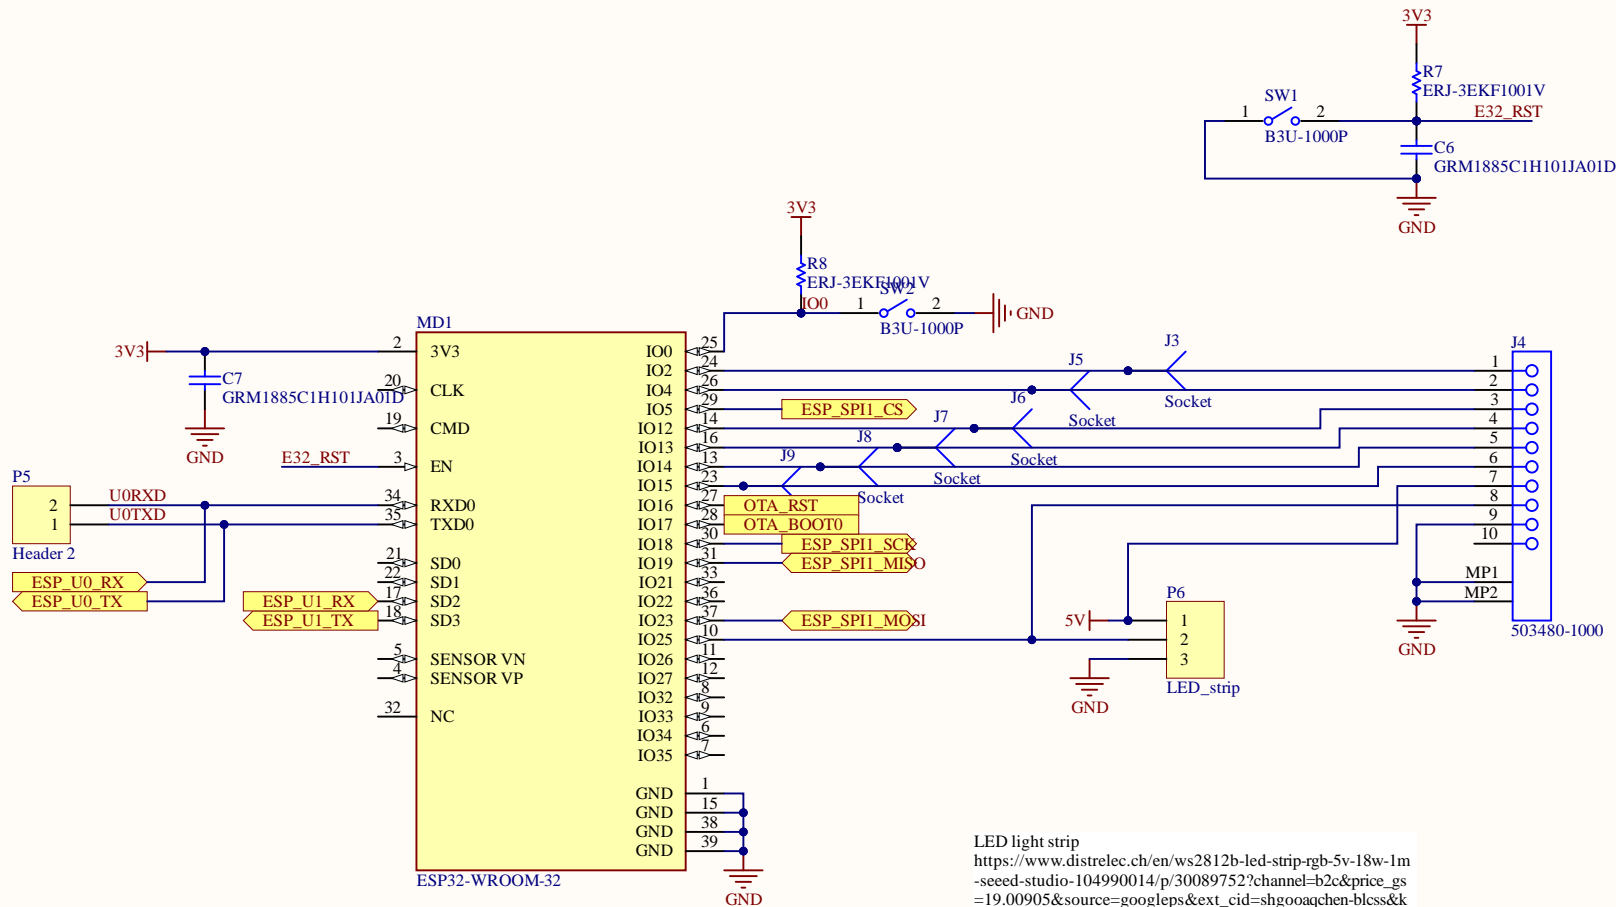 3V3
R7
ERJ-3EKF1001V
SW1
1
2
B3U-1000P
E32_RST
C6
GRM1885C1H101JA01D
GND
3V3
R8
ERJ-3EKF1001V
IO0
SW2
1
2
B3U-1000P
GND
MD1
3V3
2
3V3
C7
GRM1885C1H101JA01D
GND
20
CLK
19
CMD
E32_RST
3
EN
P5
2
1
Header 2
U0RXD
U0TXD
34
RXD0
35
TXD0
ESP_U0_RX
ESP_U0_TX
21
SD0
22
SD1
ESP_U1_RX
17
SD2
ESP_U1_TX
18
SD3
5
SENSOR VN
4
SENSOR VP
32
NC
IO0
25
IO2
24
IO4
26
IO5
29
ESP_SPI1_CS
IO12
14
IO13
16
IO14
13
IO15
23
IO16
27
OTA_RST
IO17
28
OTA_BOOT0
IO18
30
ESP_SPI1_SCK
IO19
31
ESP_SPI1_MISO
IO21
33
IO22
36
IO23
37
ESP_SPI1_MOSI
IO25
10
IO26
11
IO27
12
IO32
8
IO33
9
IO34
6
IO35
7
GND
1
GND
15
GND
38
GND
39
GND
ESP32-WROOM-32
J3
Socket
J5
Socket
J6
Socket
J7
Socket
J8
Socket
J9
J4
1
2
3
4
5
6
7
8
9
10
MP1
MP2
503480-1000
GND
P6
5V
1
2
3
LED_strip
GND
LED light strip
https://www.distrelec.ch/en/ws2812b-led-strip-rgb-5v-18w-1m
-seeed-studio-104990014/p/30089752?channel=b2c&price_gs
=19.00905&source=googleps&ext_cid=shgooaqchen-blcss&k